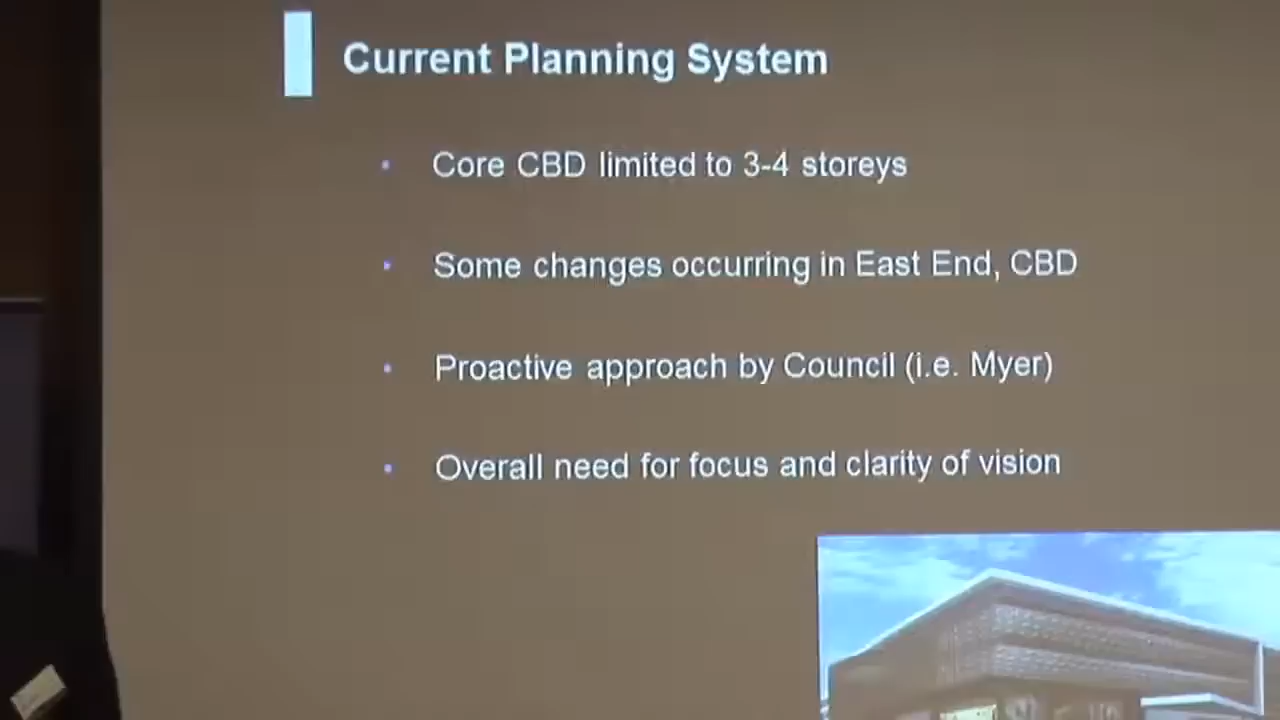 Current Planning System
• Core CBD limited to 3-4 storeys
• Some changes occurring in East End, CBD
• Proactive approach by Council (i.e. Myer)
• Overall need for focus and clarity of vision